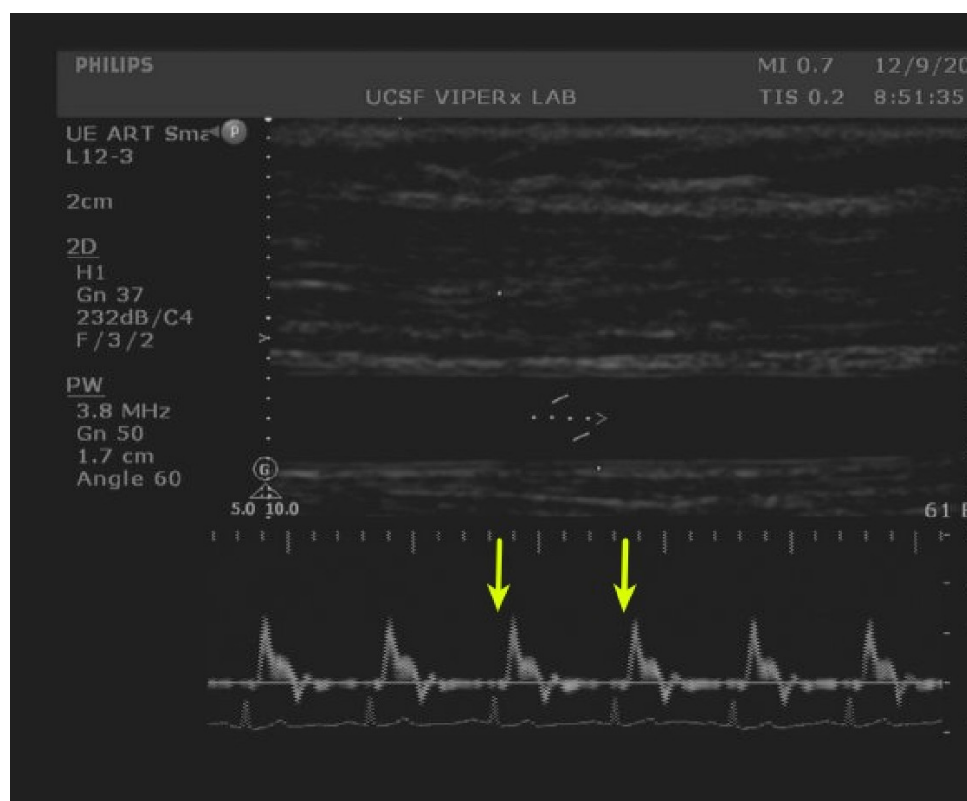 PHILIPS
MI 0.7 12/9/20
UCSF VIPERx LAB
TIS 0.2 8:51:35
UE ART Sma
P
L12-3
2cm
2D
H1
Gn 37
232dB/C4
F/3/2
PW
3.8 MHz
Gn 50
1.7 cm
Angle 60
G
5.0 10.0
61